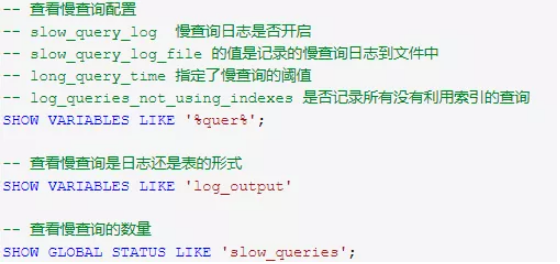 -- 查看慢查询配置
-- slow_query_log  慢查询日志是否开启
-- slow_query_log_file 的值是记录的慢查询日志到文件中
-- long_query_time 指定了慢查询的阈值
-- log_queries_not_using_indexes 是否记录所有没有利用索引的查询
SHOW VARIABLES LIKE '%quer%';
-- 查看慢查询是日志还是表的形式
SHOW VARIABLES LIKE 'log_output'
-- 查看慢查询的数量
SHOW GLOBAL STATUS LIKE 'slow_queries';